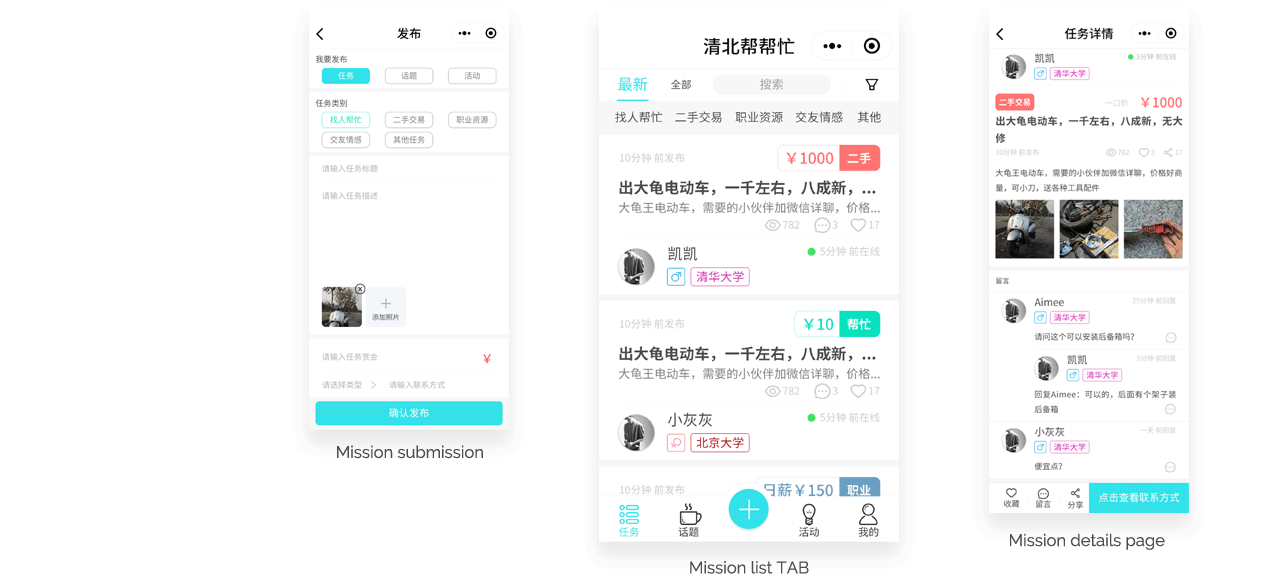 发布
我要发布
任务 话题 活动
任务类别
找人帮忙 二手交易 职业资源
交友情感 其他任务
请输入任务标题
请输入任务描述
添加照片
请输入任务赏金 ¥
请选择类型 请输入联系方式
确认发布
Mission submission
清北帮帮忙
最新 全部 搜索
找人帮忙 二手交易 职业资源 交友情感 其他
10分钟 前发布 ¥1000 二手
出大龟电动车，一千左右，八成新，...
大龟王电动车，需要的小伙伴加微信详聊，价格...
782 3 17
凯凯 5分钟 前在线
清华大学
10分钟 前发布 ¥10 帮忙
出大龟电动车，一千左右，八成新，...
大龟王电动车，需要的小伙伴加微信详聊，价格...
782 3 17
小灰灰 5分钟 前在线
北京大学
10分钟 前发布 日薪¥150 职业
任务 话题 活动 我的
Mission list TAB
任务详情
凯凯 5分钟 前在线
清华大学
二手交易 一口价 ¥1000
出大龟电动车，一千左右，八成新，无大
修
10分钟 前发布 782 3 17
大龟王电动车，需要的小伙伴加微信详聊，价格好商
量，可小刀，送各种工具配件
留言
Aimee 25分钟 前回复
清华大学
请问这个可以安装后备箱吗？
凯凯 3分钟 前回复
清华大学
回复Aimee：可以的，后面有个架子装
后备箱
小灰灰 一天 前回复
清华大学
便宜点？
收藏 留言 分享 点击查看联系方式
Mission details page